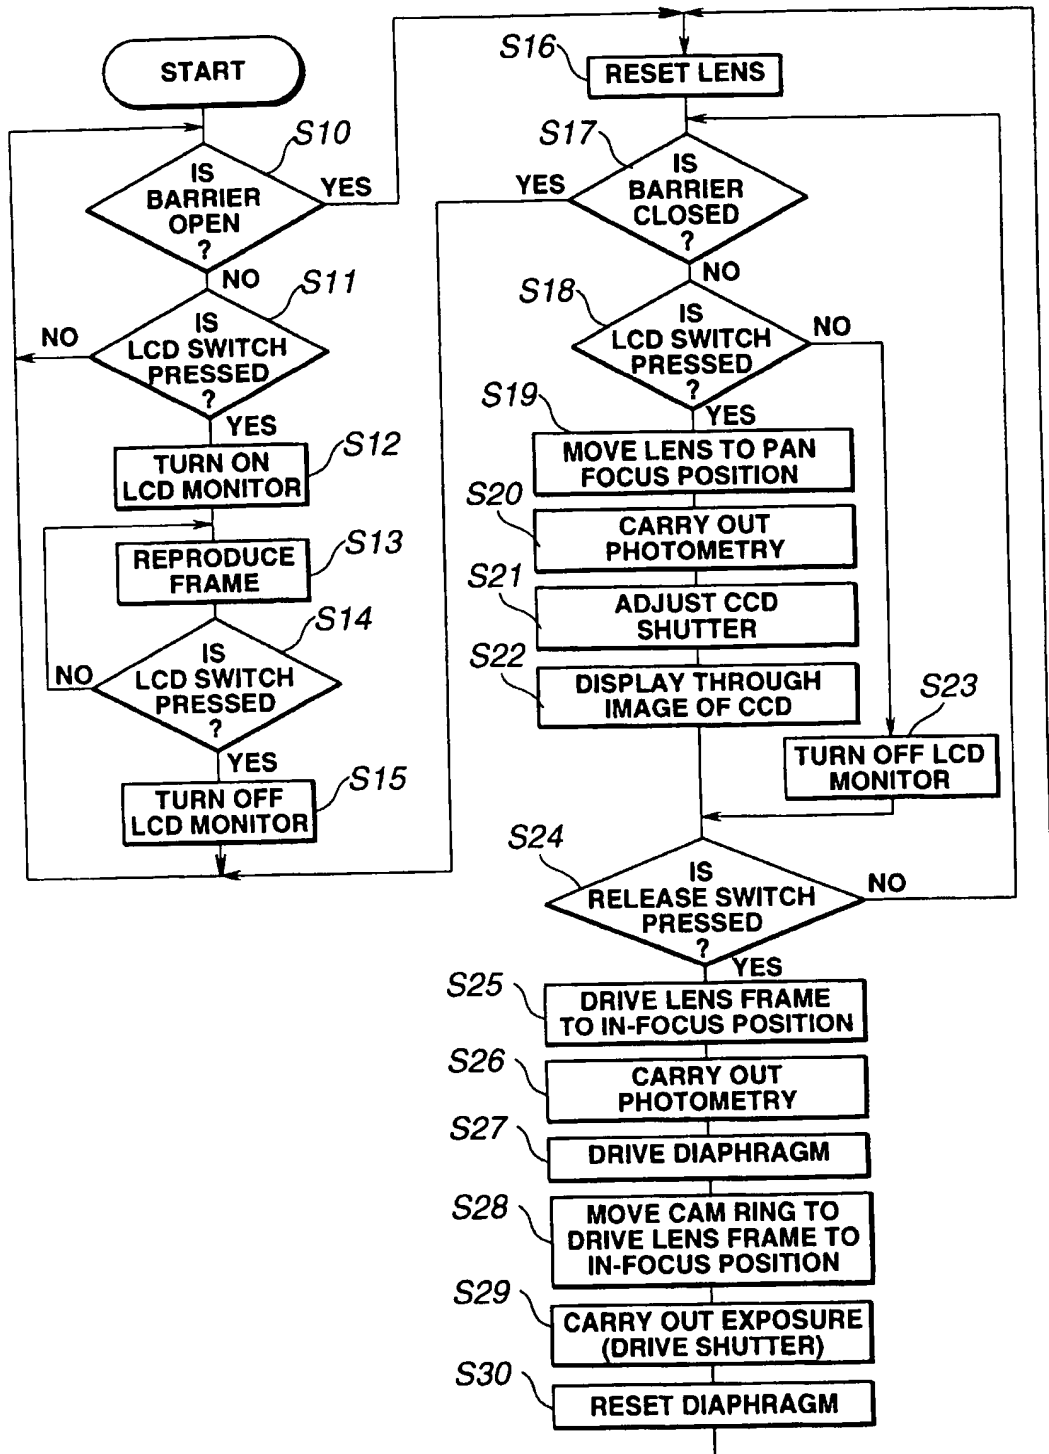 START
S10
IS
BARRIER
OPEN
?
YES
NO
S11
IS
LCD SWITCH
PRESSED
?
NO
YES
S12
TURN ON
LCD MONITOR
S13
REPRODUCE
FRAME
S14
IS
LCD SWITCH
PRESSED
?
NO
YES
S15
TURN OFF
LCD MONITOR
S16
RESET LENS
S17
IS
BARRIER
CLOSED
?
YES
NO
S18
IS
LCD SWITCH
PRESSED
?
NO
YES
S19
MOVE LENS TO PAN
FOCUS POSITION
S20
CARRY OUT
PHOTOMETRY
S21
ADJUST CCD
SHUTTER
S22
DISPLAY THROUGH
IMAGE OF CCD
S23
TURN OFF LCD
MONITOR
S24
IS
RELEASE SWITCH
PRESSED
?
NO
YES
S25
DRIVE LENS FRAME
TO IN-FOCUS POSITION
S26
CARRY OUT
PHOTOMETRY
S27
DRIVE DIAPHRAGM
S28
MOVE CAM RING TO
DRIVE LENS FRAME TO
IN-FOCUS POSITION
S29
CARRY OUT EXPOSURE
(DRIVE SHUTTER)
S30
RESET DIAPHRAGM